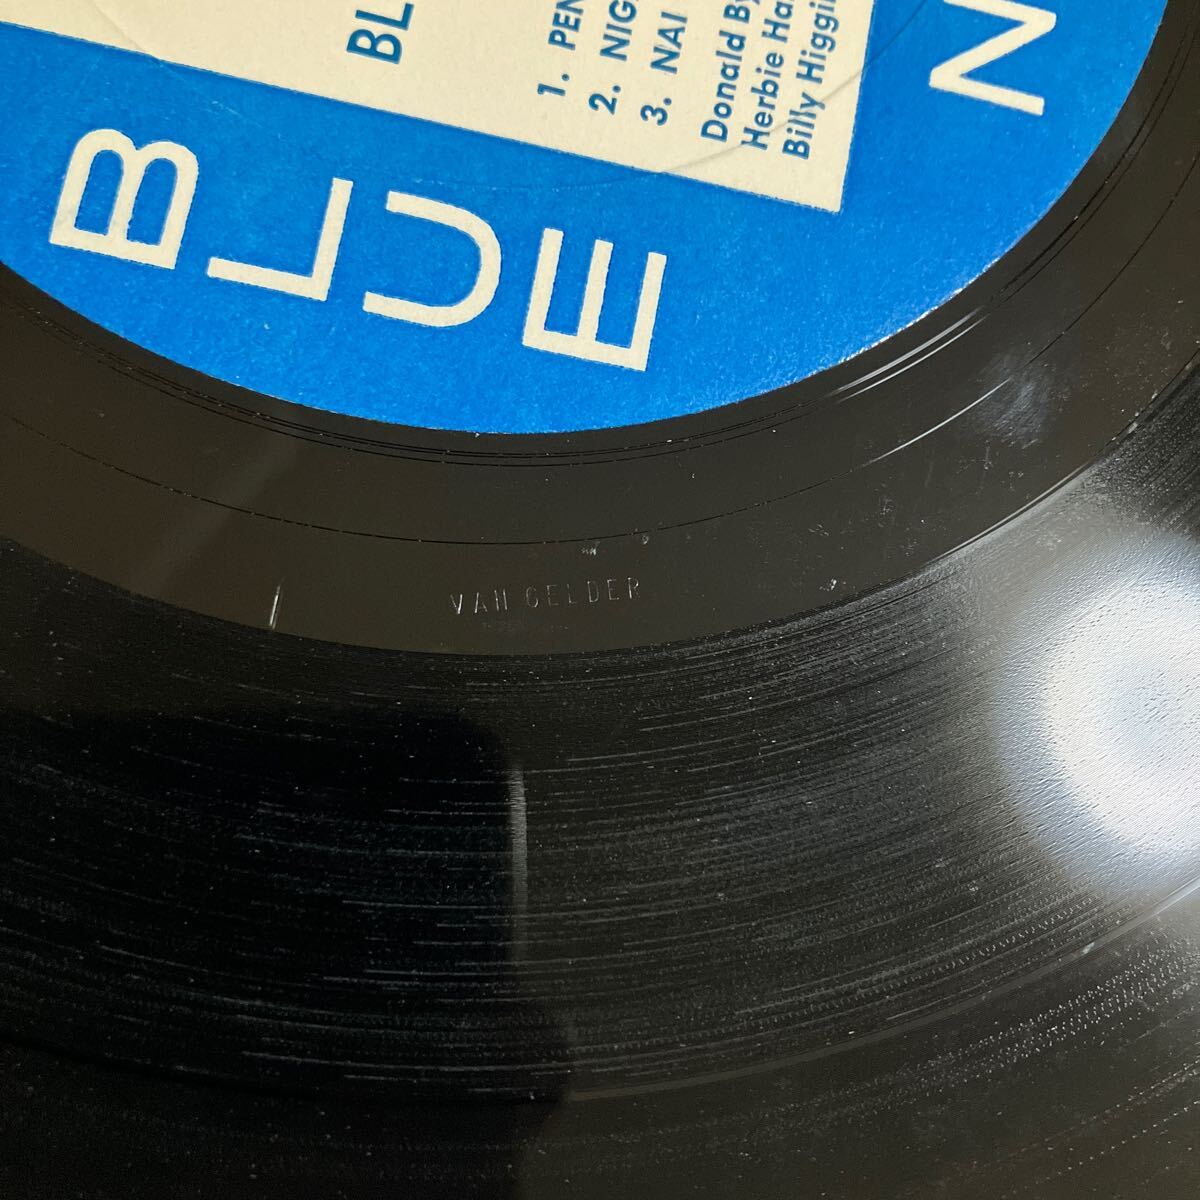 BL
1. PEN
2. NIG
3. NAI
Donald By
Herbie Ha
Billy Higgi
BLUE N
VAN GELDER